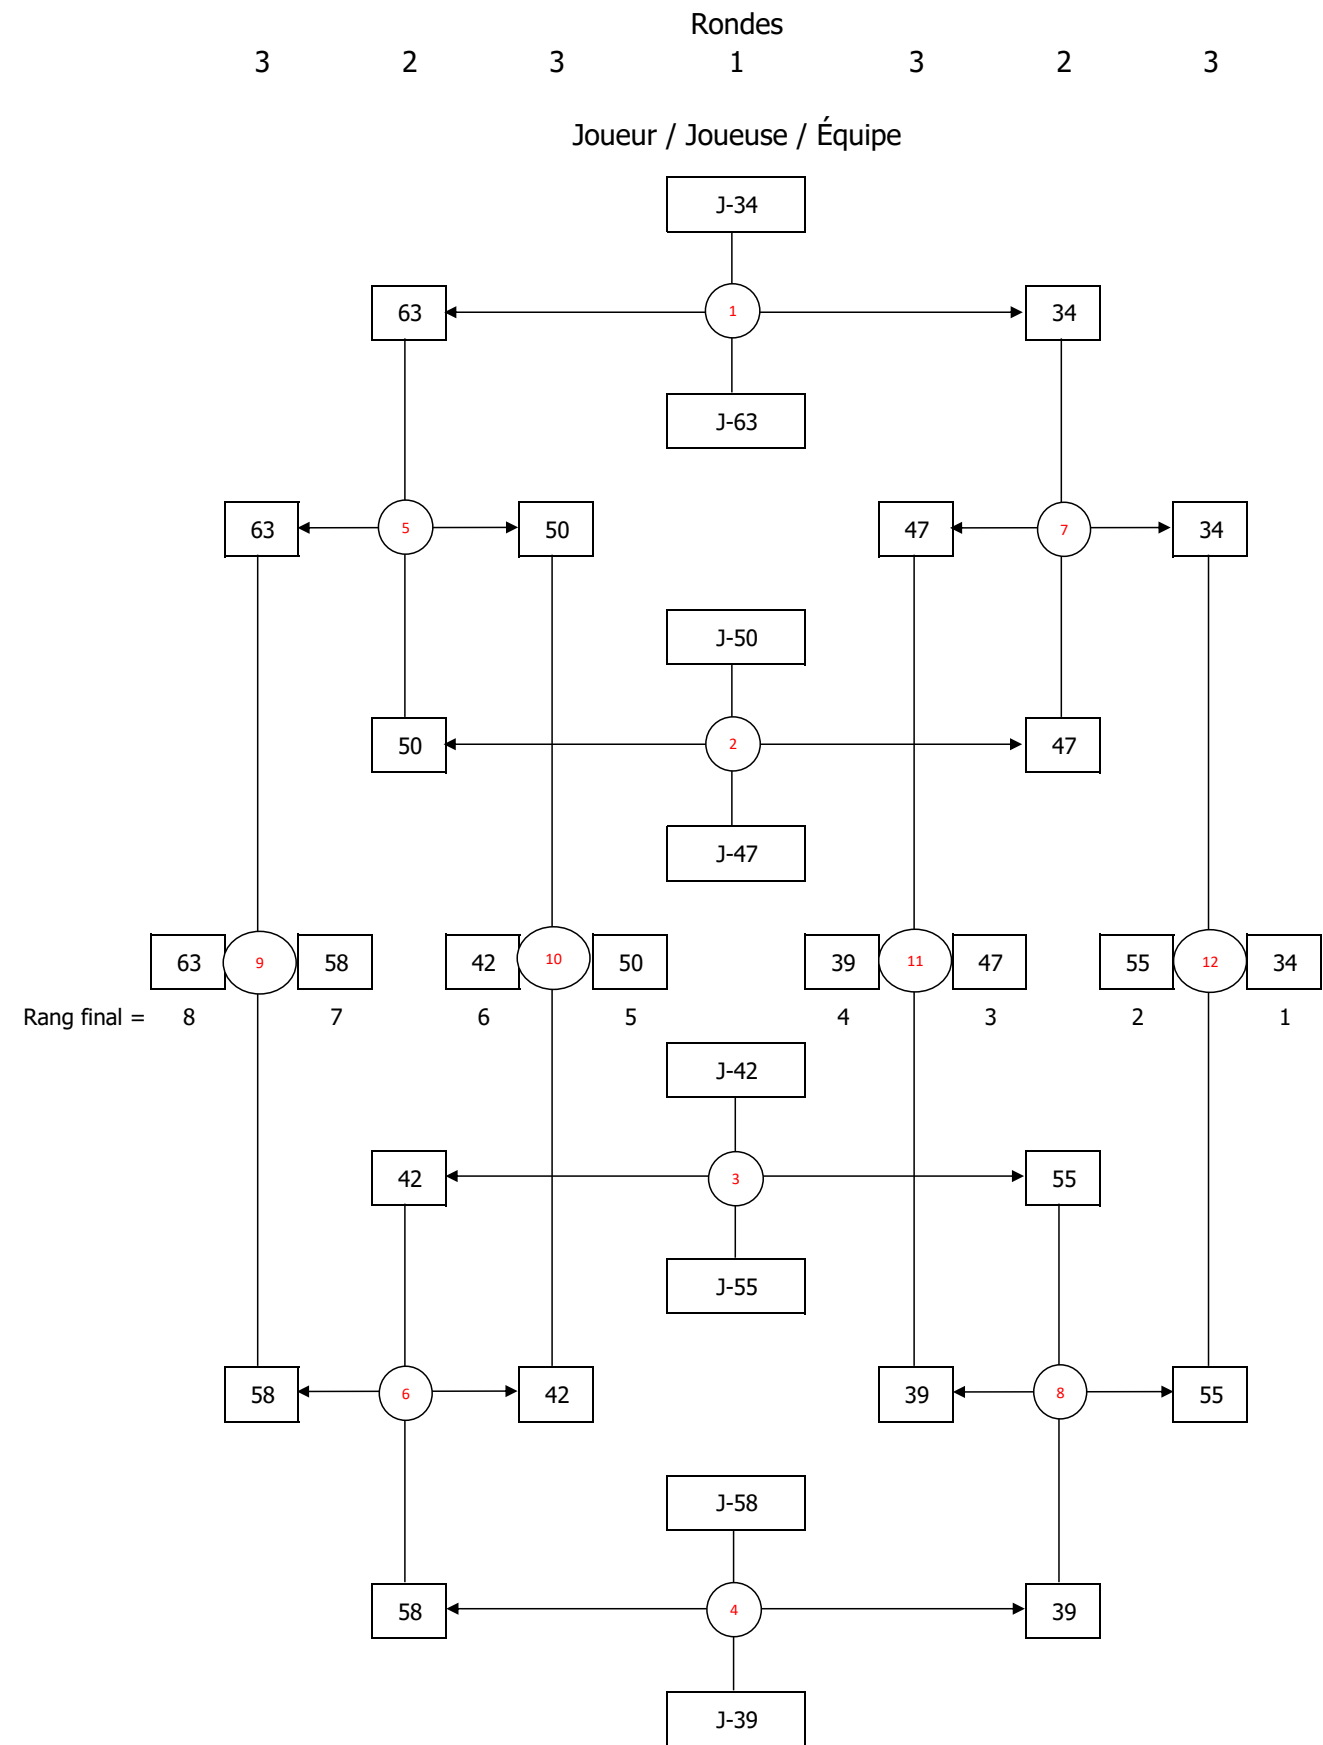 Rondes
3 2 3 1 3 2 3
Joueur / Joueuse / Équipe
J-34
63 1 34
J-63
63 5 50 47 7 34
J-50
50 2 47
J-47
63 9 58 42 10 50 39 11 47 55 12 34
Rang final = 8 7 6 5 4 3 2 1
J-42
42 3 55
J-55
58 6 42 39 8 55
J-58
58 4 39
J-39